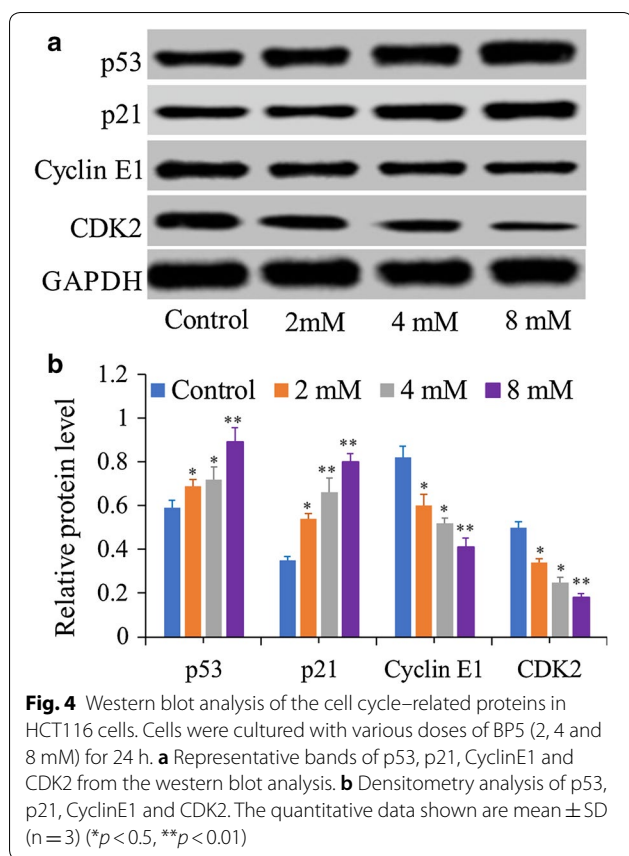 a
p53
p21
Cyclin E1
CDK2
GAPDH
Control 2mM 4 mM 8 mM
b
Control 2 mM 4 mM 8 mM
Relative protein level
1.2
1
0.8
0.6
0.4
0.2
0
* * **
* ** **
* * **
* * **
p53 p21 Cyclin E1 CDK2
Fig. 4 Western blot analysis of the cell cycle–related proteins in
HCT116 cells. Cells were cultured with various doses of BP5 (2, 4 and
8 mM) for 24 h. a Representative bands of p53, p21, CyclinE1 and
CDK2 from the western blot analysis. b Densitometry analysis of p53,
p21, CyclinE1 and CDK2. The quantitative data shown are mean ± SD
(n = 3) (*p < 0.5, **p < 0.01)